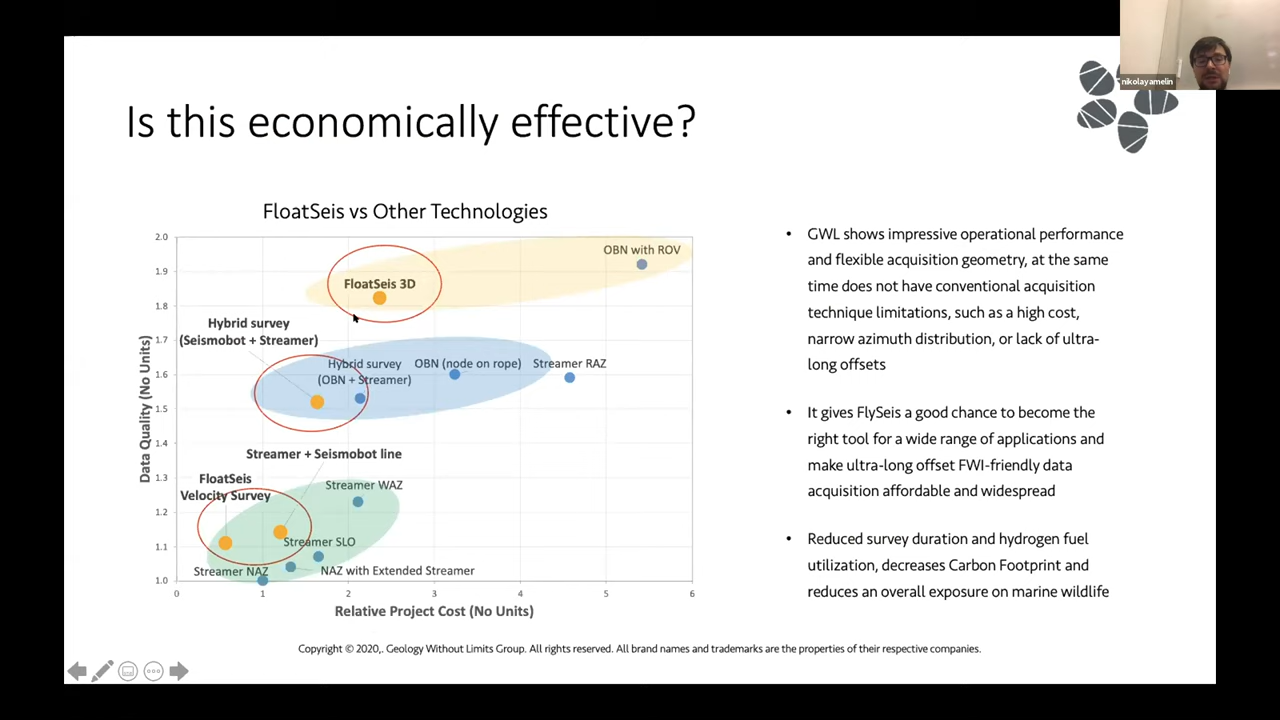 nikolayamelin
Is this economically effective?
FloatSeis vs Other Technologies
2.0
1.9
1.8
1.7
1.6
1.5
1.4
1.3
1.2
1.1
1.0
Data Quality (No Units)
OBN with ROV
FloatSeis 3D
Hybrid survey
(Seismobot + Streamer)
Hybrid survey
(OBN + Streamer)
OBN (node on rope)
Streamer RAZ
Streamer + Seismobot line
FloatSeis
Velocity Survey
Streamer WAZ
Streamer SLO
Streamer NAZ
NAZ with Extended Streamer
0 1 2 3 4 5 6
Relative Project Cost (No Units)
• GWL shows impressive operational performance
and flexible acquisition geometry, at the same
time does not have conventional acquisition
technique limitations, such as a high cost,
narrow azimuth distribution, or lack of ultra-
long offsets
• It gives FlySeis a good chance to become the
right tool for a wide range of applications and
make ultra-long offset FWI-friendly data
acquisition affordable and widespread
• Reduced survey duration and hydrogen fuel
utilization, decreases Carbon Footprint and
reduces an overall exposure on marine wildlife
Copyright © 2020,. Geology Without Limits Group. All rights reserved. All brand names and trademarks are the properties of their respective companies.